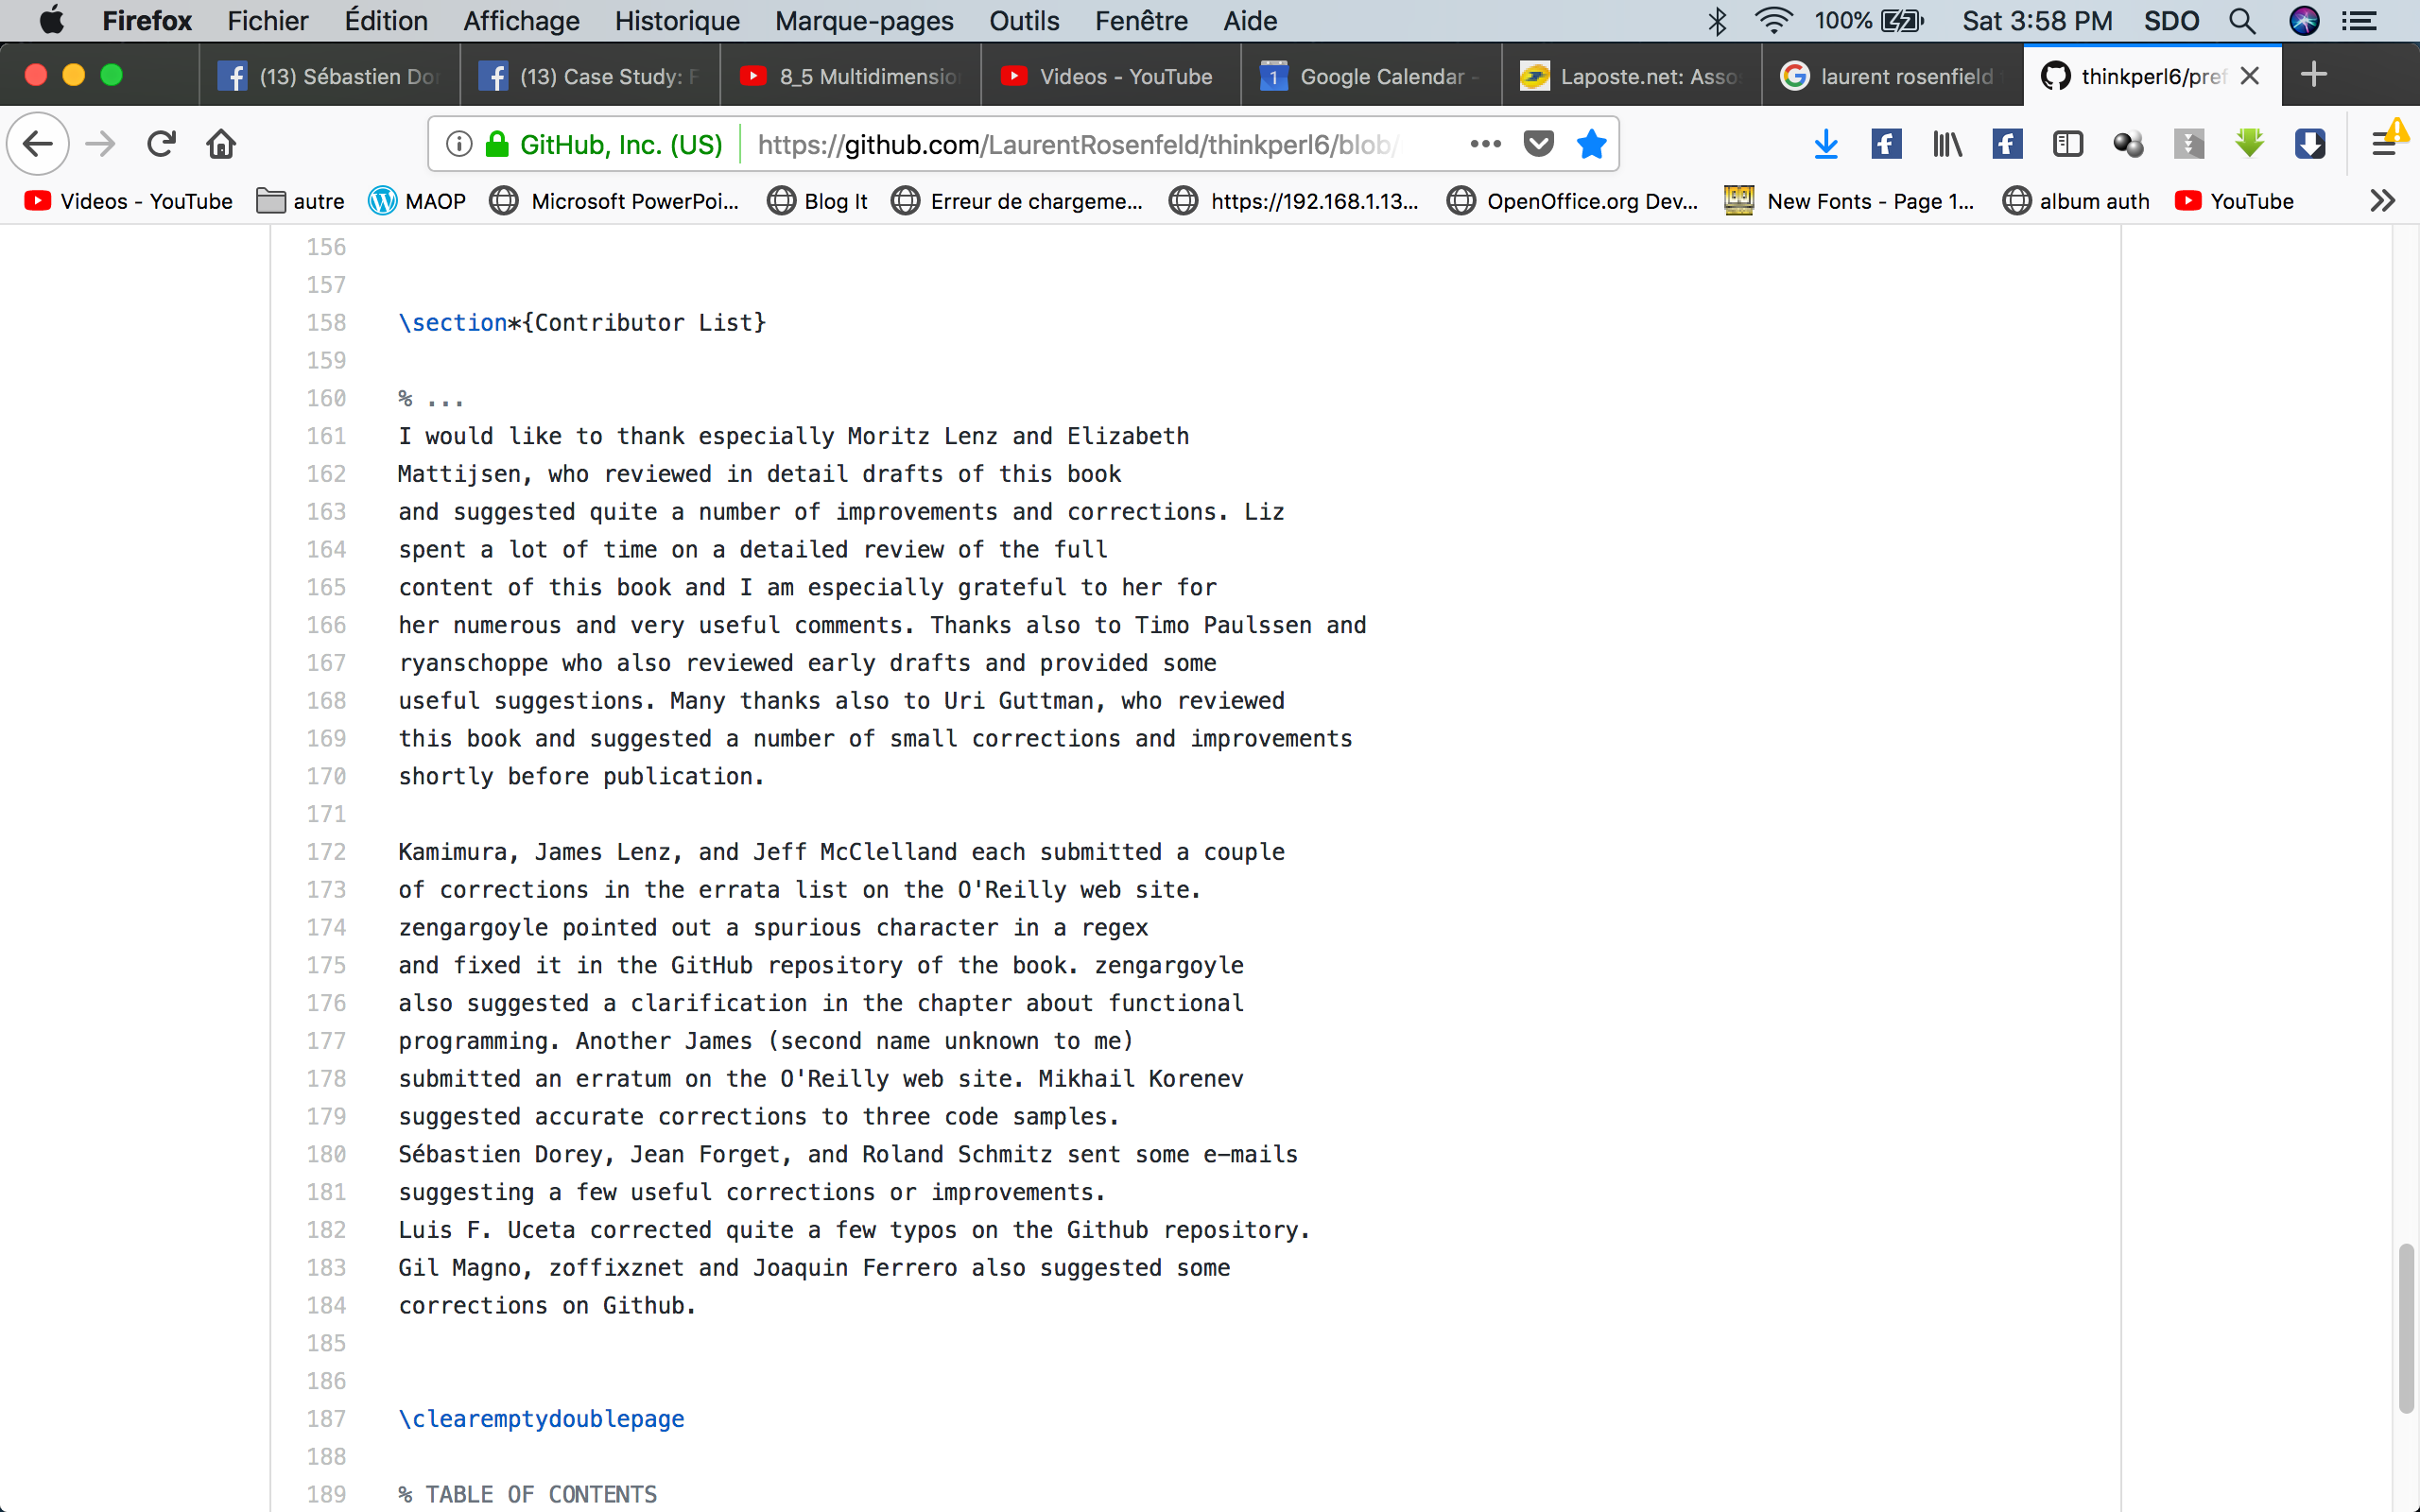 Firefox Fichier Édition Affichage Historique Marque-pages Outils Fenêtre Aide 100% Sat 3:58 PM SDO
(13) Sébastien Dor (13) Case Study: F 8_5 Multidimensio Videos - YouTube 1 Google Calendar - Laposte.net: Asso laurent rosenfield thinkperl6/pref
GitHub, Inc. (US) https://github.com/LaurentRosenfeld/thinkperl6/blob/
Videos - YouTube autre MAOP Microsoft PowerPoi... Blog It Erreur de chargeme... https://192.168.1.13... OpenOffice.org Dev... New Fonts - Page 1... album auth YouTube
156
157
158 \section*{Contributor List}
159
160 % ...
161 I would like to thank especially Moritz Lenz and Elizabeth
162 Mattijsen, who reviewed in detail drafts of this book
163 and suggested quite a number of improvements and corrections. Liz
164 spent a lot of time on a detailed review of the full
165 content of this book and I am especially grateful to her for
166 her numerous and very useful comments. Thanks also to Timo Paulssen and
167 ryanschoppe who also reviewed early drafts and provided some
168 useful suggestions. Many thanks also to Uri Guttman, who reviewed
169 this book and suggested a number of small corrections and improvements
170 shortly before publication.
171
172 Kamimura, James Lenz, and Jeff McClelland each submitted a couple
173 of corrections in the errata list on the O'Reilly web site.
174 zengargoyle pointed out a spurious character in a regex
175 and fixed it in the GitHub repository of the book. zengargoyle
176 also suggested a clarification in the chapter about functional
177 programming. Another James (second name unknown to me)
178 submitted an erratum on the O'Reilly web site. Mikhail Korenev
179 suggested accurate corrections to three code samples.
180 Sébastien Dorey, Jean Forget, and Roland Schmitz sent some e-mails
181 suggesting a few useful corrections or improvements.
182 Luis F. Uceta corrected quite a few typos on the Github repository.
183 Gil Magno, zoffixznet and Joaquin Ferrero also suggested some
184 corrections on Github.
185
186
187 \clearemptydoublepage
188
189 % TABLE OF CONTENTS